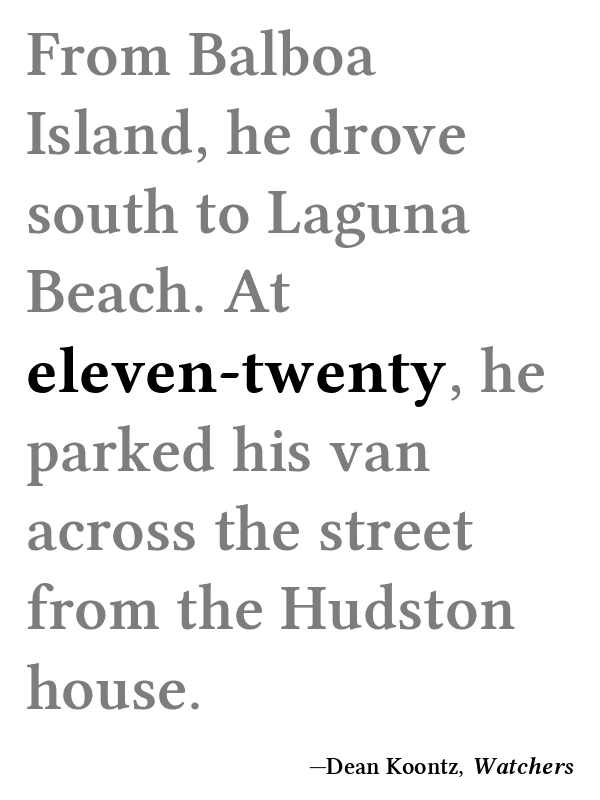 From Balboa
Island, he drove
south to Laguna
Beach. At
eleven-twenty, he
parked his van
across the street
from the Hudston
house.
—Dean Koontz, Watchers